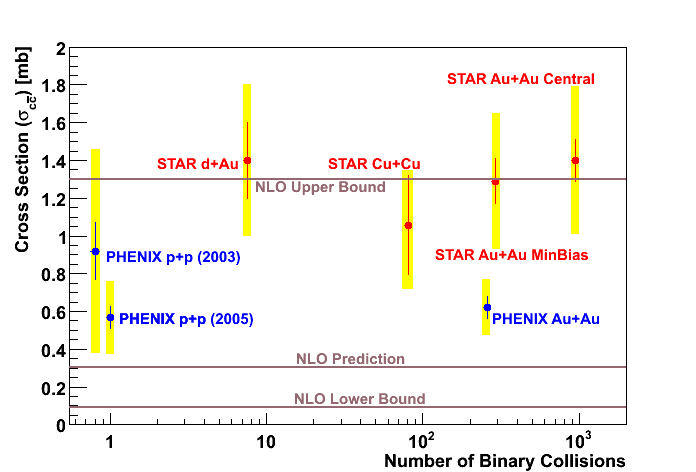 Cross Section (σcc̅) [mb]
2
1.8
1.6
1.4
1.2
1
0.8
0.6
0.4
0.2
0
STAR Au+Au Central
STAR d+Au
STAR Cu+Cu
NLO Upper Bound
PHENIX p+p (2003)
STAR Au+Au MinBias
PHENIX p+p (2005)
PHENIX Au+Au
NLO Prediction
NLO Lower Bound
1
10
10²
10³
Number of Binary Collisions